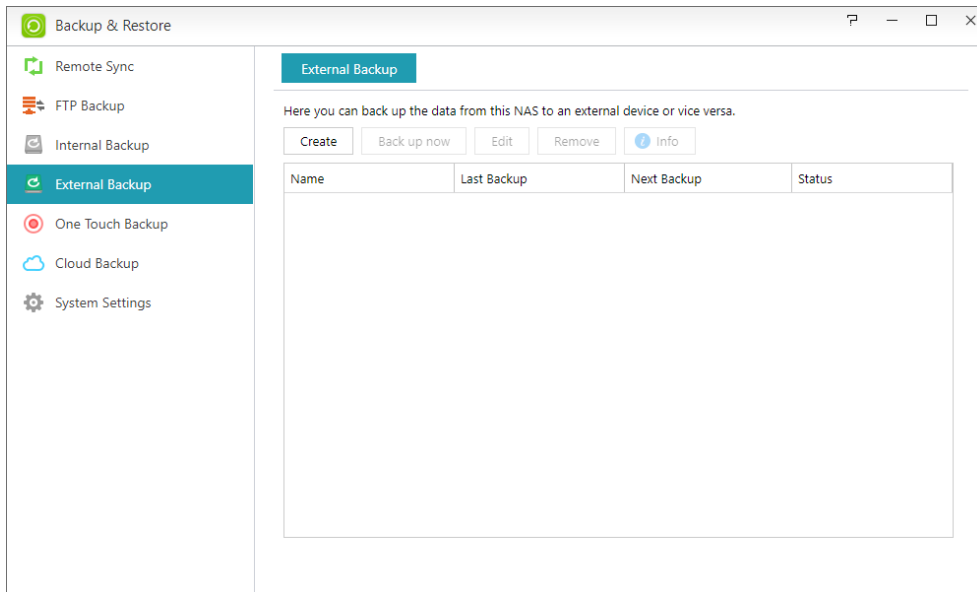 Backup & Restore
Remote Sync
FTP Backup
Internal Backup
External Backup
One Touch Backup
Cloud Backup
System Settings
External Backup
Here you can back up the data from this NAS to an external device or vice versa.
Create Back up now Edit Remove Info
Name Last Backup Next Backup Status